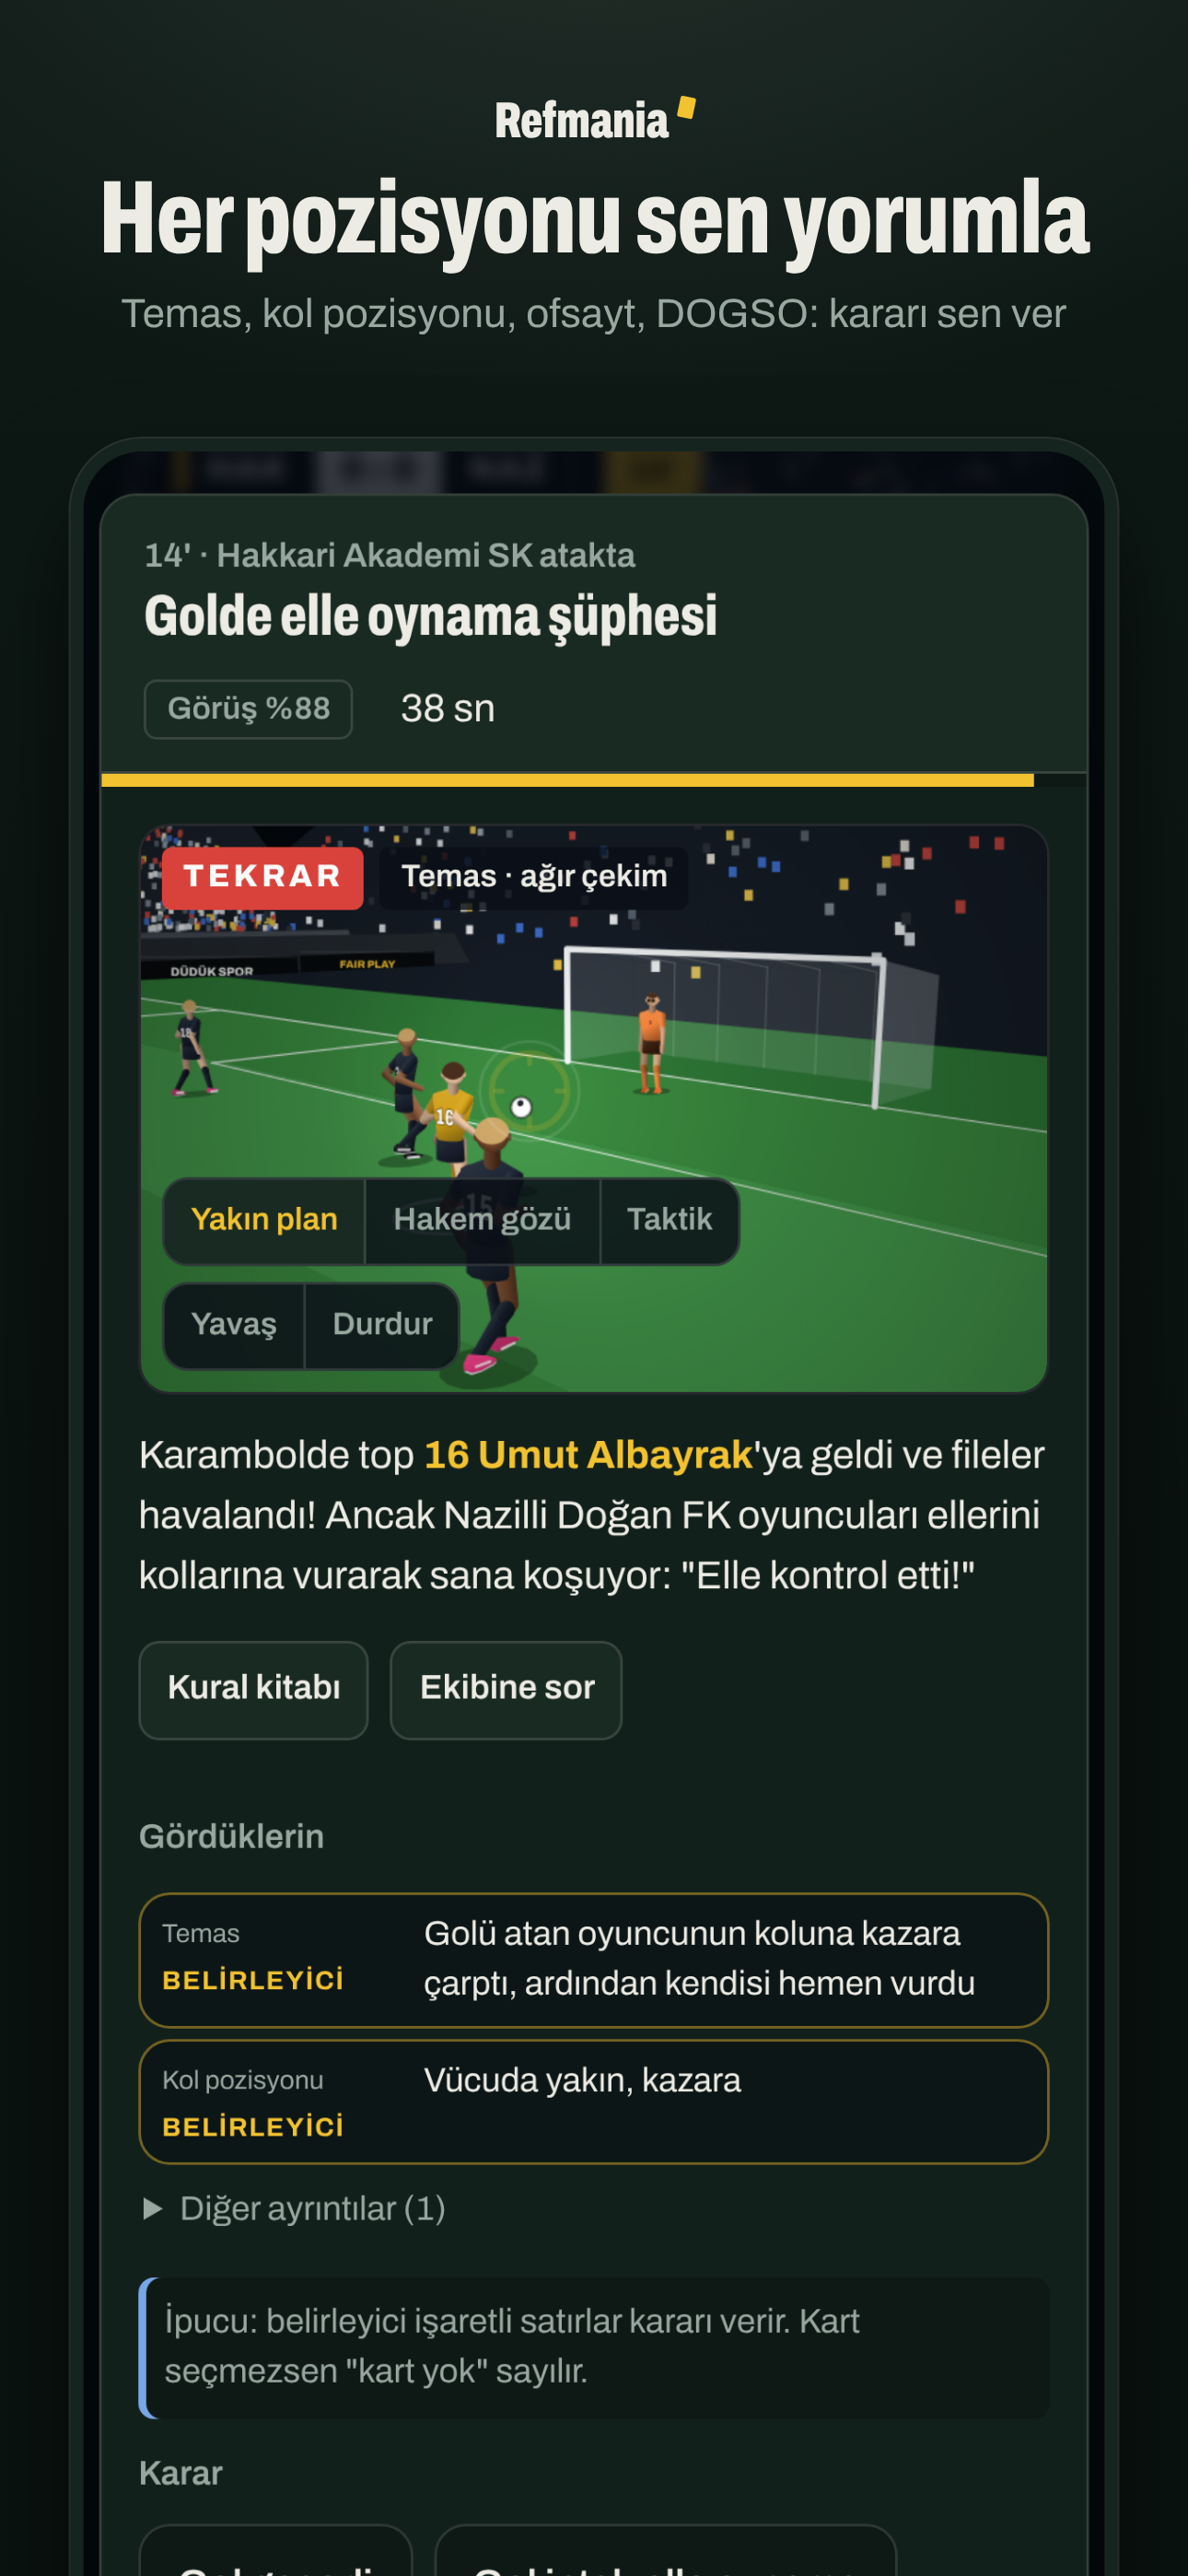 Refmania
Her pozisyonu sen yorumla
Temas, kol pozisyonu, ofsayt, DOGSO: kararı sen ver
14' · Hakkari Akademi SK atakta
Golde elle oynama şüphesi
Görüş %88 38 sn
TEKRAR Temas · ağır çekim
DÜDÜK SPOR FAIR PLAY
18
16
15
Yakın plan Hakem gözü Taktik
Yavaş Durdur
Karambolde top 16 Umut Albayrak'ya geldi ve fileler
havalandı! Ancak Nazilli Doğan FK oyuncuları ellerini
kollarına vurarak sana koşuyor: "Elle kontrol etti!"
Kural kitabı Ekibine sor
Gördüklerin
Temas
BELİRLEYİCİ
Golü atan oyuncunun koluna kazara
çarptı, ardından kendisi hemen vurdu
Kol pozisyonu
BELİRLEYİCİ
Vücuda yakın, kazara
Diğer ayrıntılar (1)
İpucu: belirleyici işaretli satırlar kararı verir. Kart
seçmezsen "kart yok" sayılır.
Karar